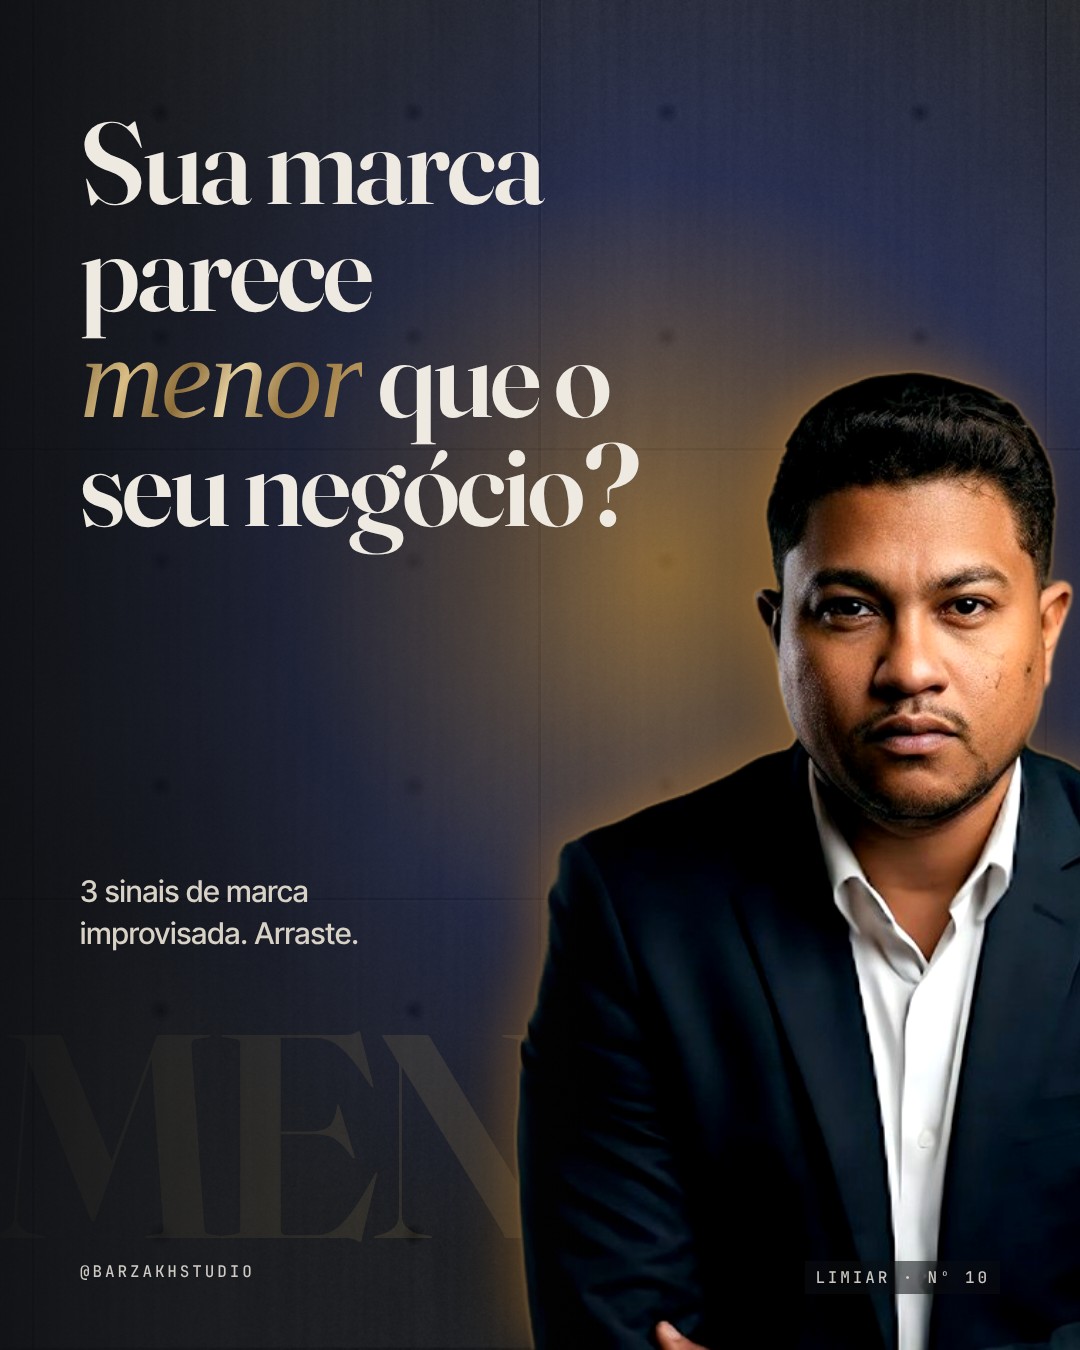 Sua marca
parece
menor que o
seu negócio?
3 sinais de marca
improvisada. Arraste.
MEN
@BARZAKHSTUDIO
LIMIAR · Nº 10